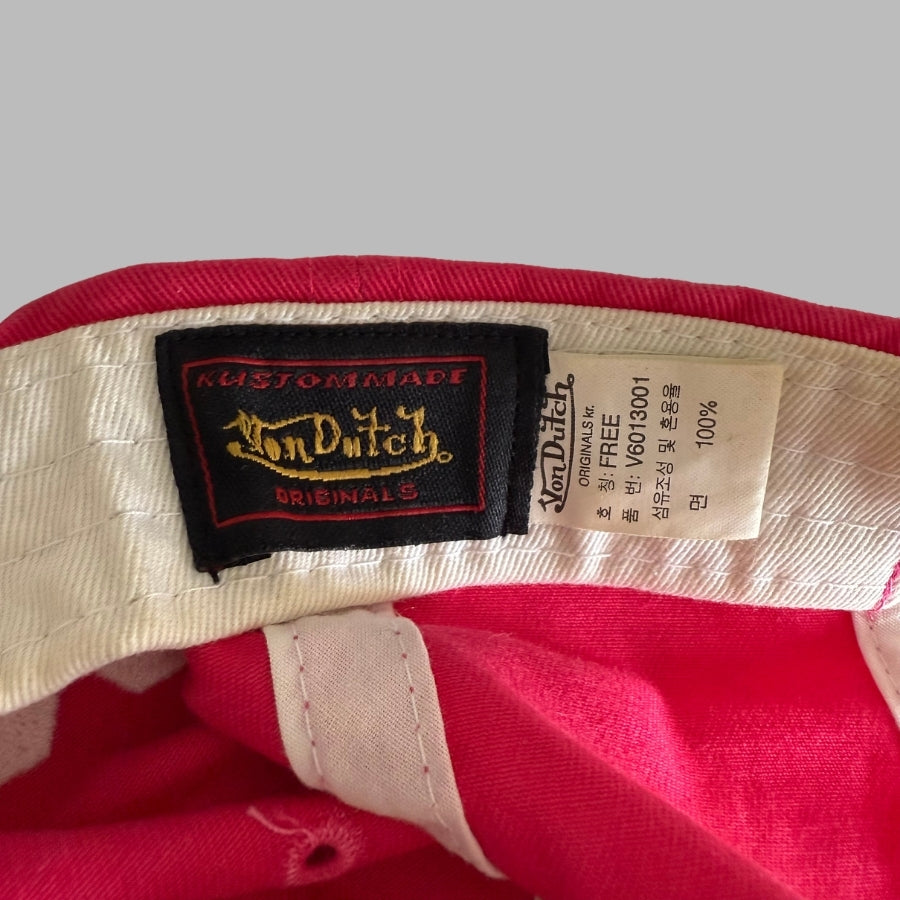 KUSTOMMADE
Von Dutch
ORIGINALS
Von Dutch
ORIGINALS kr.
호 칭: FREE
품 번: V6013001
섬유조성 및 혼용율
면 100%